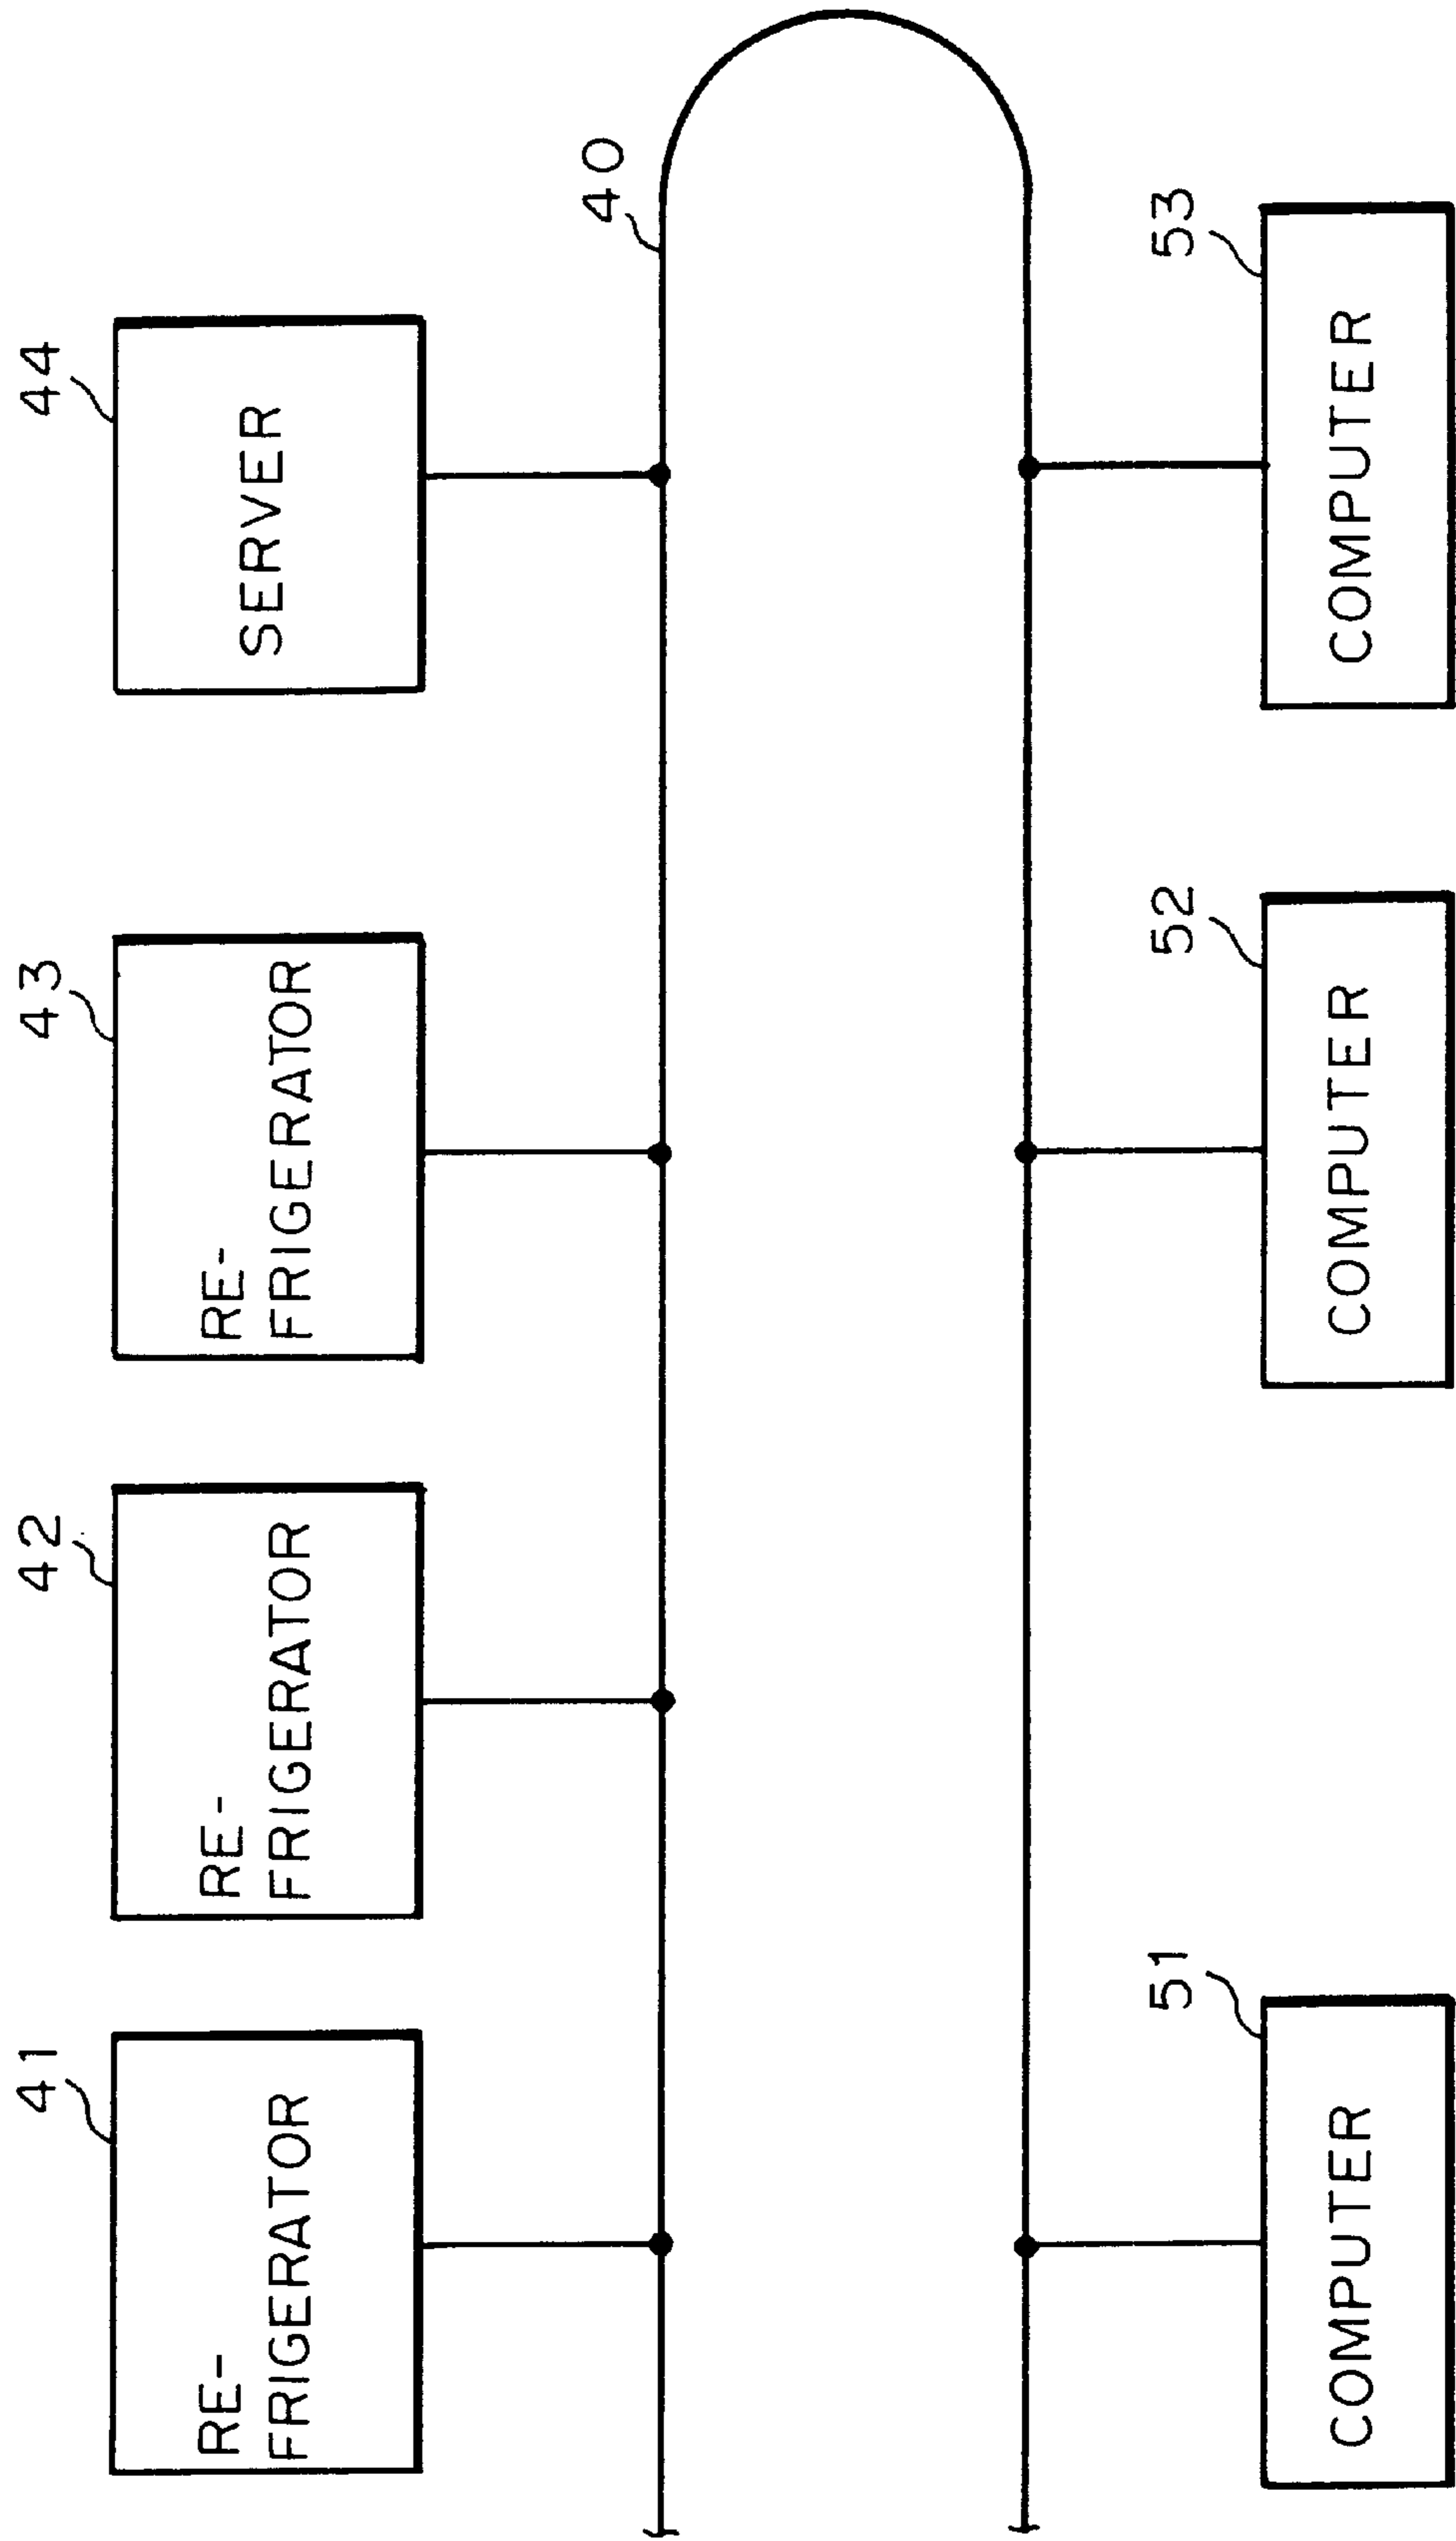 41
RE-
FRIGERATOR
42
RE-
FRIGERATOR
43
RE-
FRIGERATOR
44
SERVER
40
51
COMPUTER
52
COMPUTER
53
COMPUTER